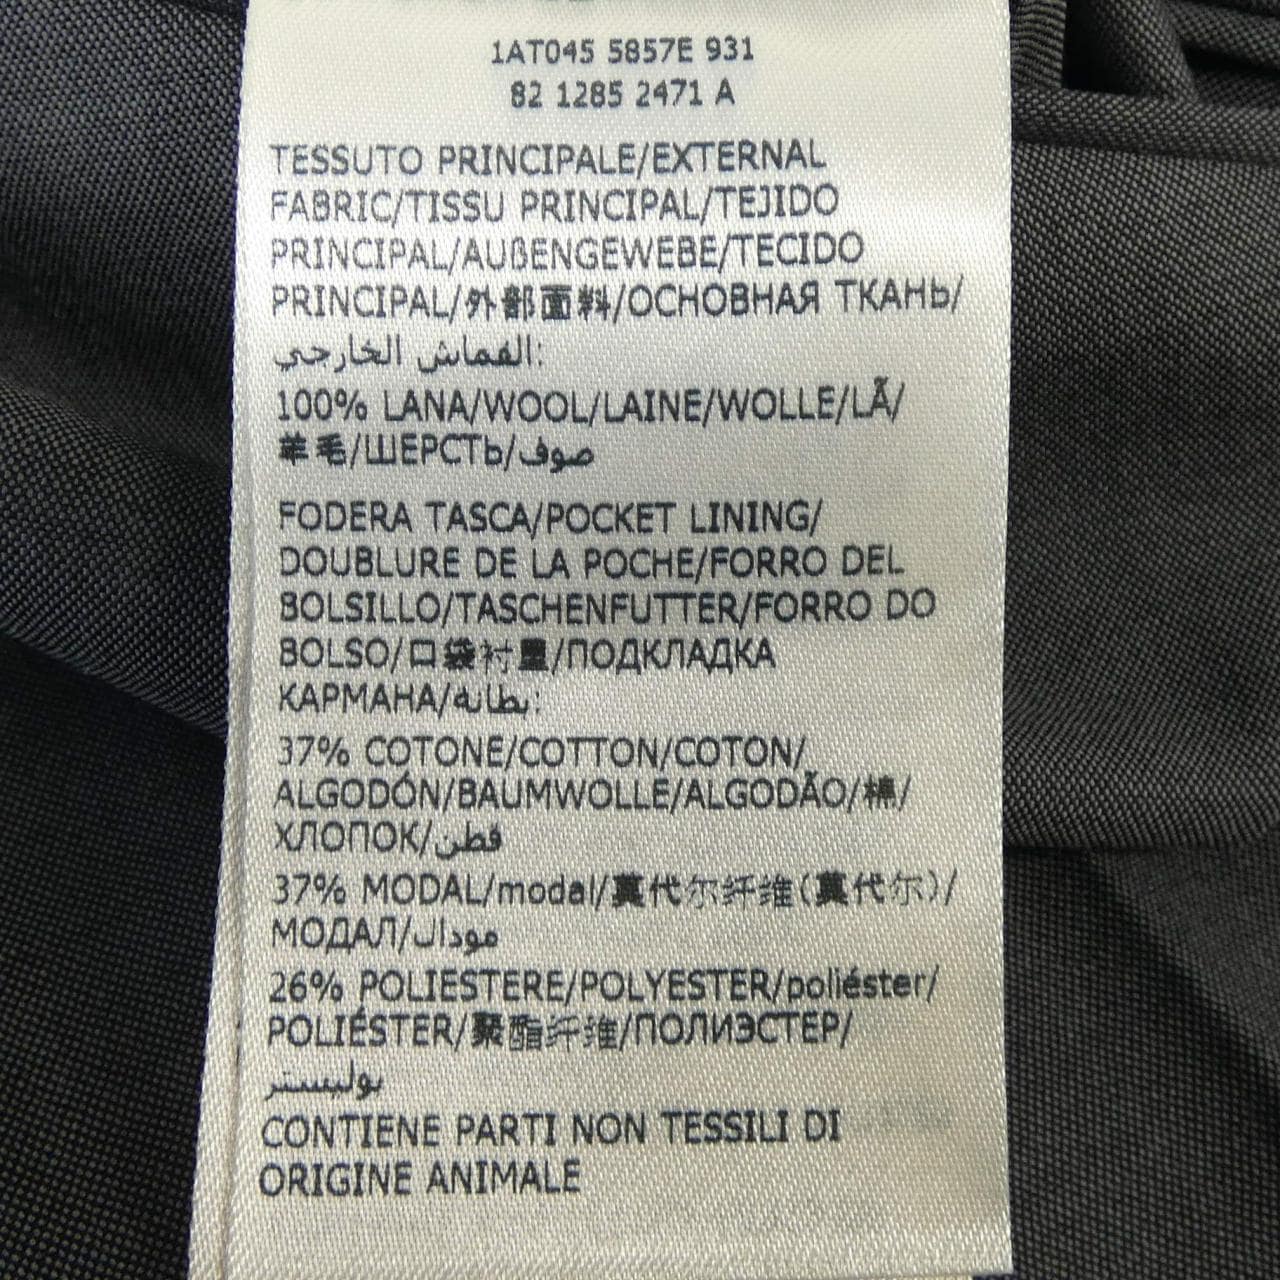 1AT045 5857E 931
82 1285 2471 A
TESSUTO PRINCIPALE/EXTERNAL
FABRIC/TISSU PRINCIPAL/TEJIDO
PRINCIPAL/AUßENGEWEBE/TECIDO
PRINCIPAL/外部面料/ОСНОВНАЯ ТКАНЬ/
القماش الخارجي:
100% LANA/WOOL/LAINE/WOLLE/LÃ/
羊毛/ШЕРСТЬ/صوف
FODERA TASCA/POCKET LINING/
DOUBLURE DE LA POCHE/FORRO DEL
BOLSILLO/TASCHENFUTTER/FORRO DO
BOLSO/口袋衬里/ПОДКЛАДКА
КАРМАНА/بطانة:
37% COTONE/COTTON/COTON/
ALGODÓN/BAUMWOLLE/ALGODÃO/棉/
ХЛОПОК/قطن
37% MODAL/modal/莫代尔纤维(莫代尔)/
МОДАЛ/مودال
26% POLIESTERE/POLYESTER/poliéster/
POLIÉSTER/聚酯纤维/ПОЛИЭСТЕР/
بوليستر
CONTIENE PARTI NON TESSILI DI
ORIGINE ANIMALE